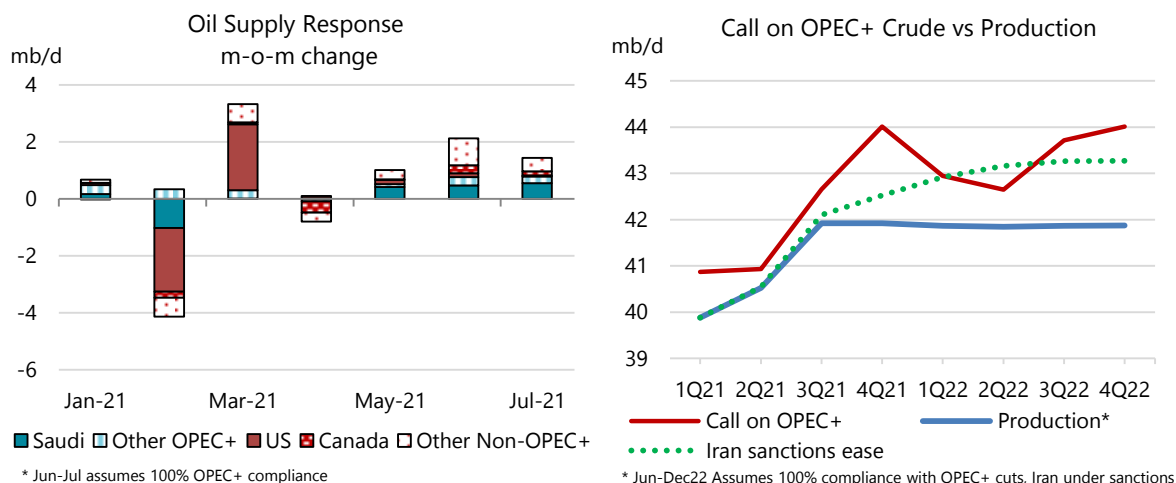 Oil Supply Response
m-o-m change
mb/d
4
2
0
-2
-4
-6
Jan-21 Mar-21 May-21 Jul-21
Saudi Other OPEC+ US Canada Other Non-OPEC+
* Jun-Jul assumes 100% OPEC+ compliance
Call on OPEC+ Crude vs Production
mb/d
45
44
43
42
41
40
39
1Q21 2Q21 3Q21 4Q21 1Q22 2Q22 3Q22 4Q22
Call on OPEC+ Production*
Iran sanctions ease
* Jun-Dec22 Assumes 100% compliance with OPEC+ cuts. Iran under sanctions